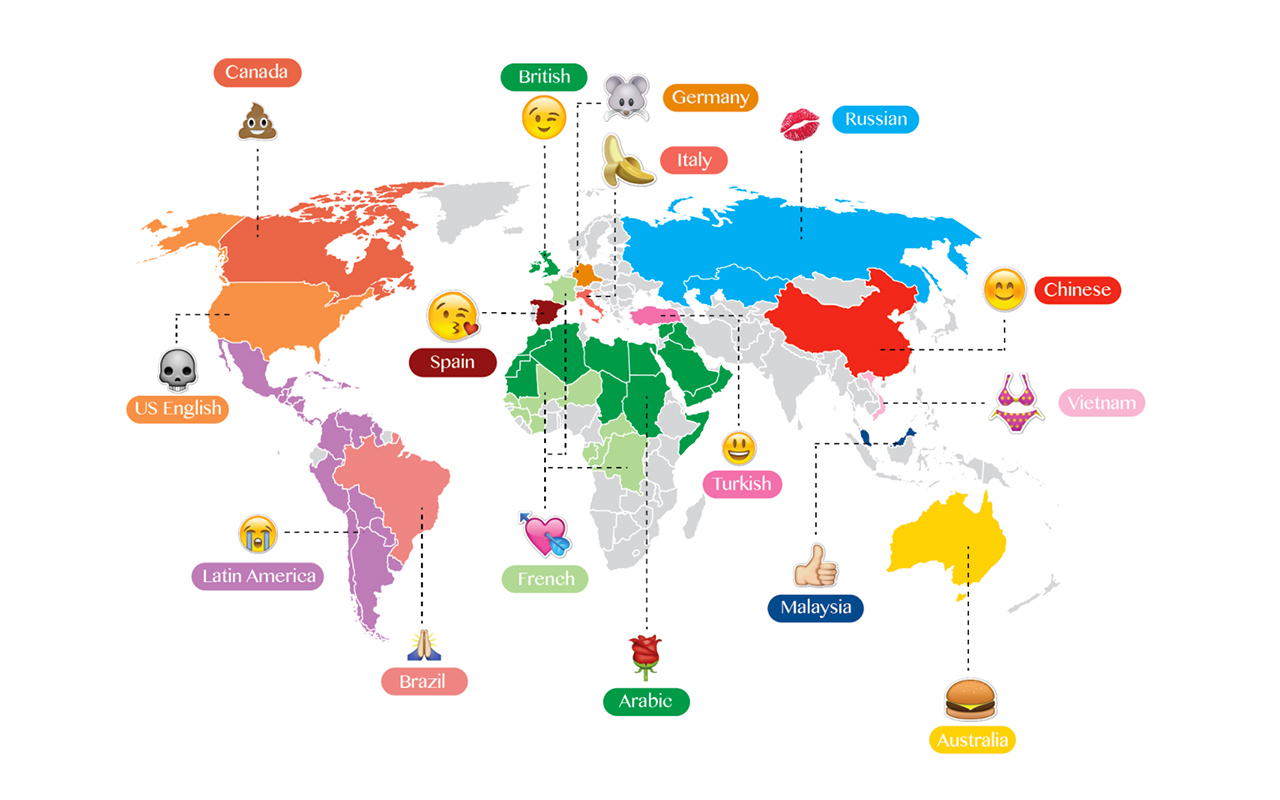 Canada
British
Germany
Russian
Italy
Chinese
Spain
Vietnam
US English
Turkish
Latin America
French
Malaysia
Brazil
Arabic
Australia